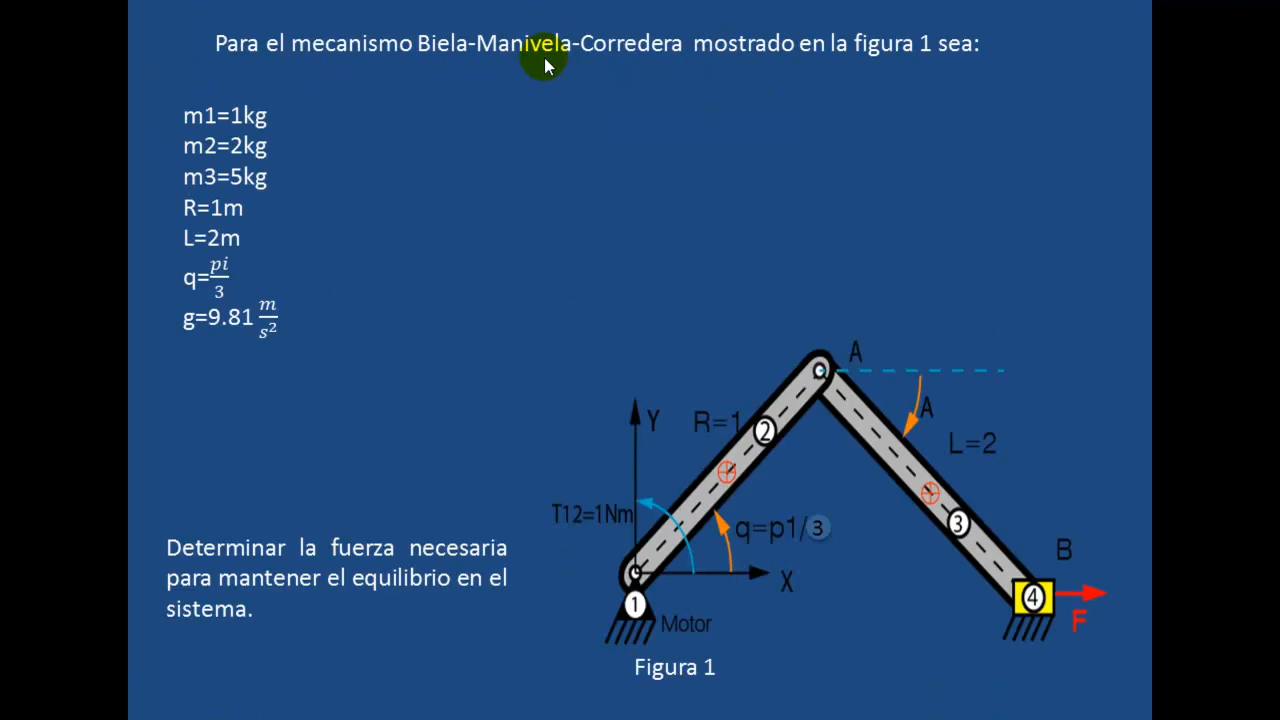 Para el mecanismo Biela-Manivela-Corredera mostrado en la figura 1 sea:
m1=1kg
m2=2kg
m3=5kg
R=1m
L=2m
q=pi/3
g=9.81 m/s²
A
Y
R=1
2
A
L=2
T12=1Nm
q=p1/3
3
B
X
4
F
1
Motor
Determinar la fuerza necesaria
para mantener el equilibrio en el
sistema.
Figura 1